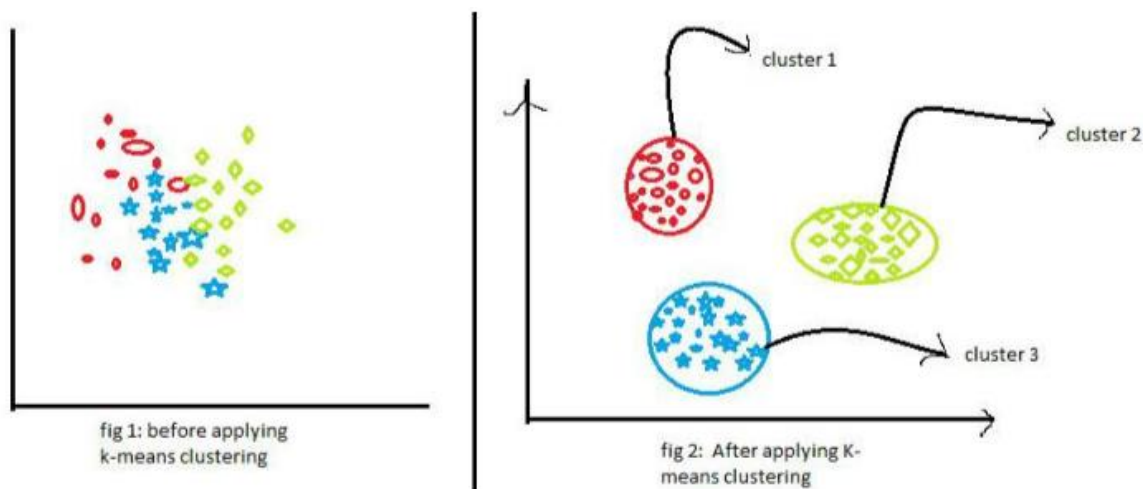 fig 1: before applying
k-means clustering
cluster 1
cluster 2
cluster 3
fig 2: After applying K-
means clustering